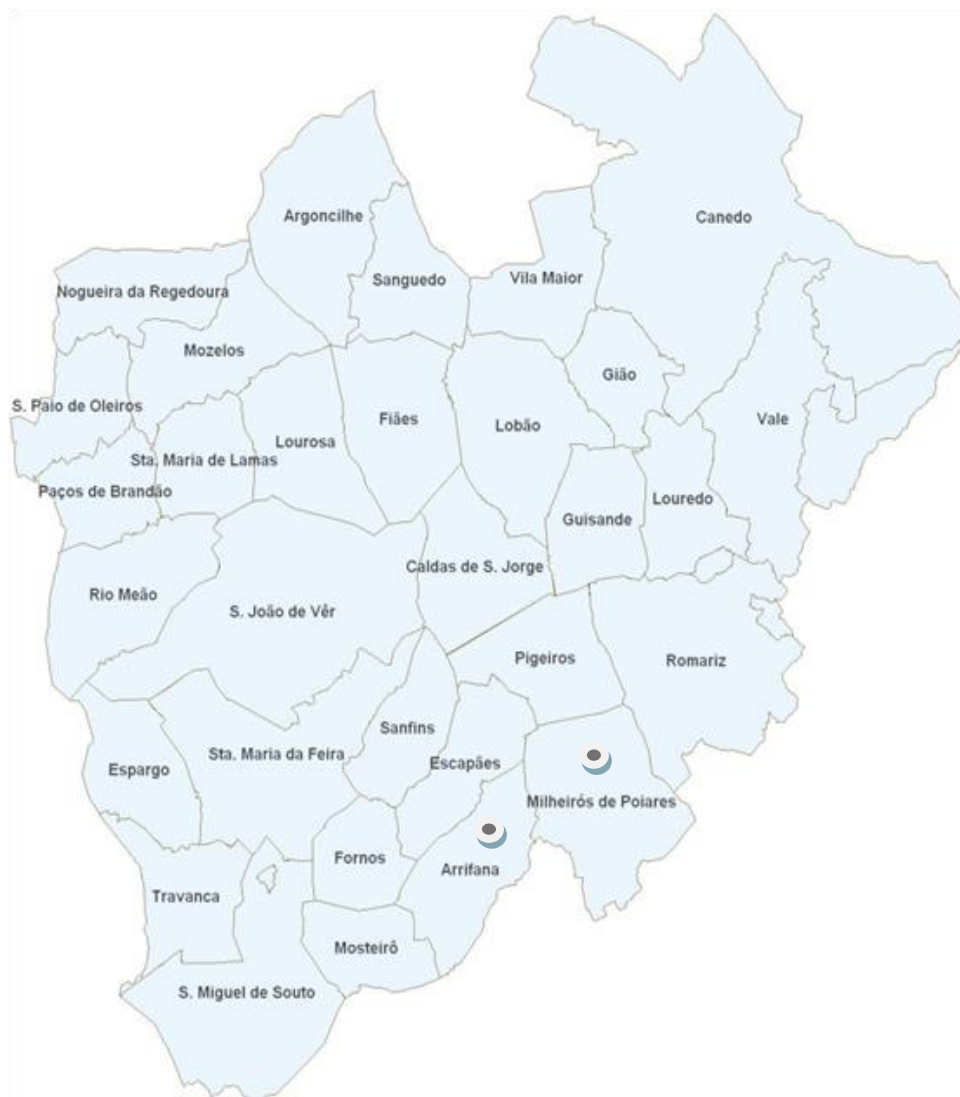 Canedo
Argoncilhe
Sanguedo
Vila Maior
Nogueira da Regedoura
Mozelos
Gião
S. Paio de Oleiros
Fiães
Vale
Lobão
Lourosa
Sta. Maria de Lamas
Paços de Brandão
Louredo
Guisande
Caldas de S. Jorge
Rio Meão
S. João de Vêr
Pigeiros
Romariz
Sanfins
Sta. Maria da Feira
Escapães
Espargo
Milheirós de Poiares
Fornos
Arrifana
Travanca
Mosteirô
S. Miguel de Souto